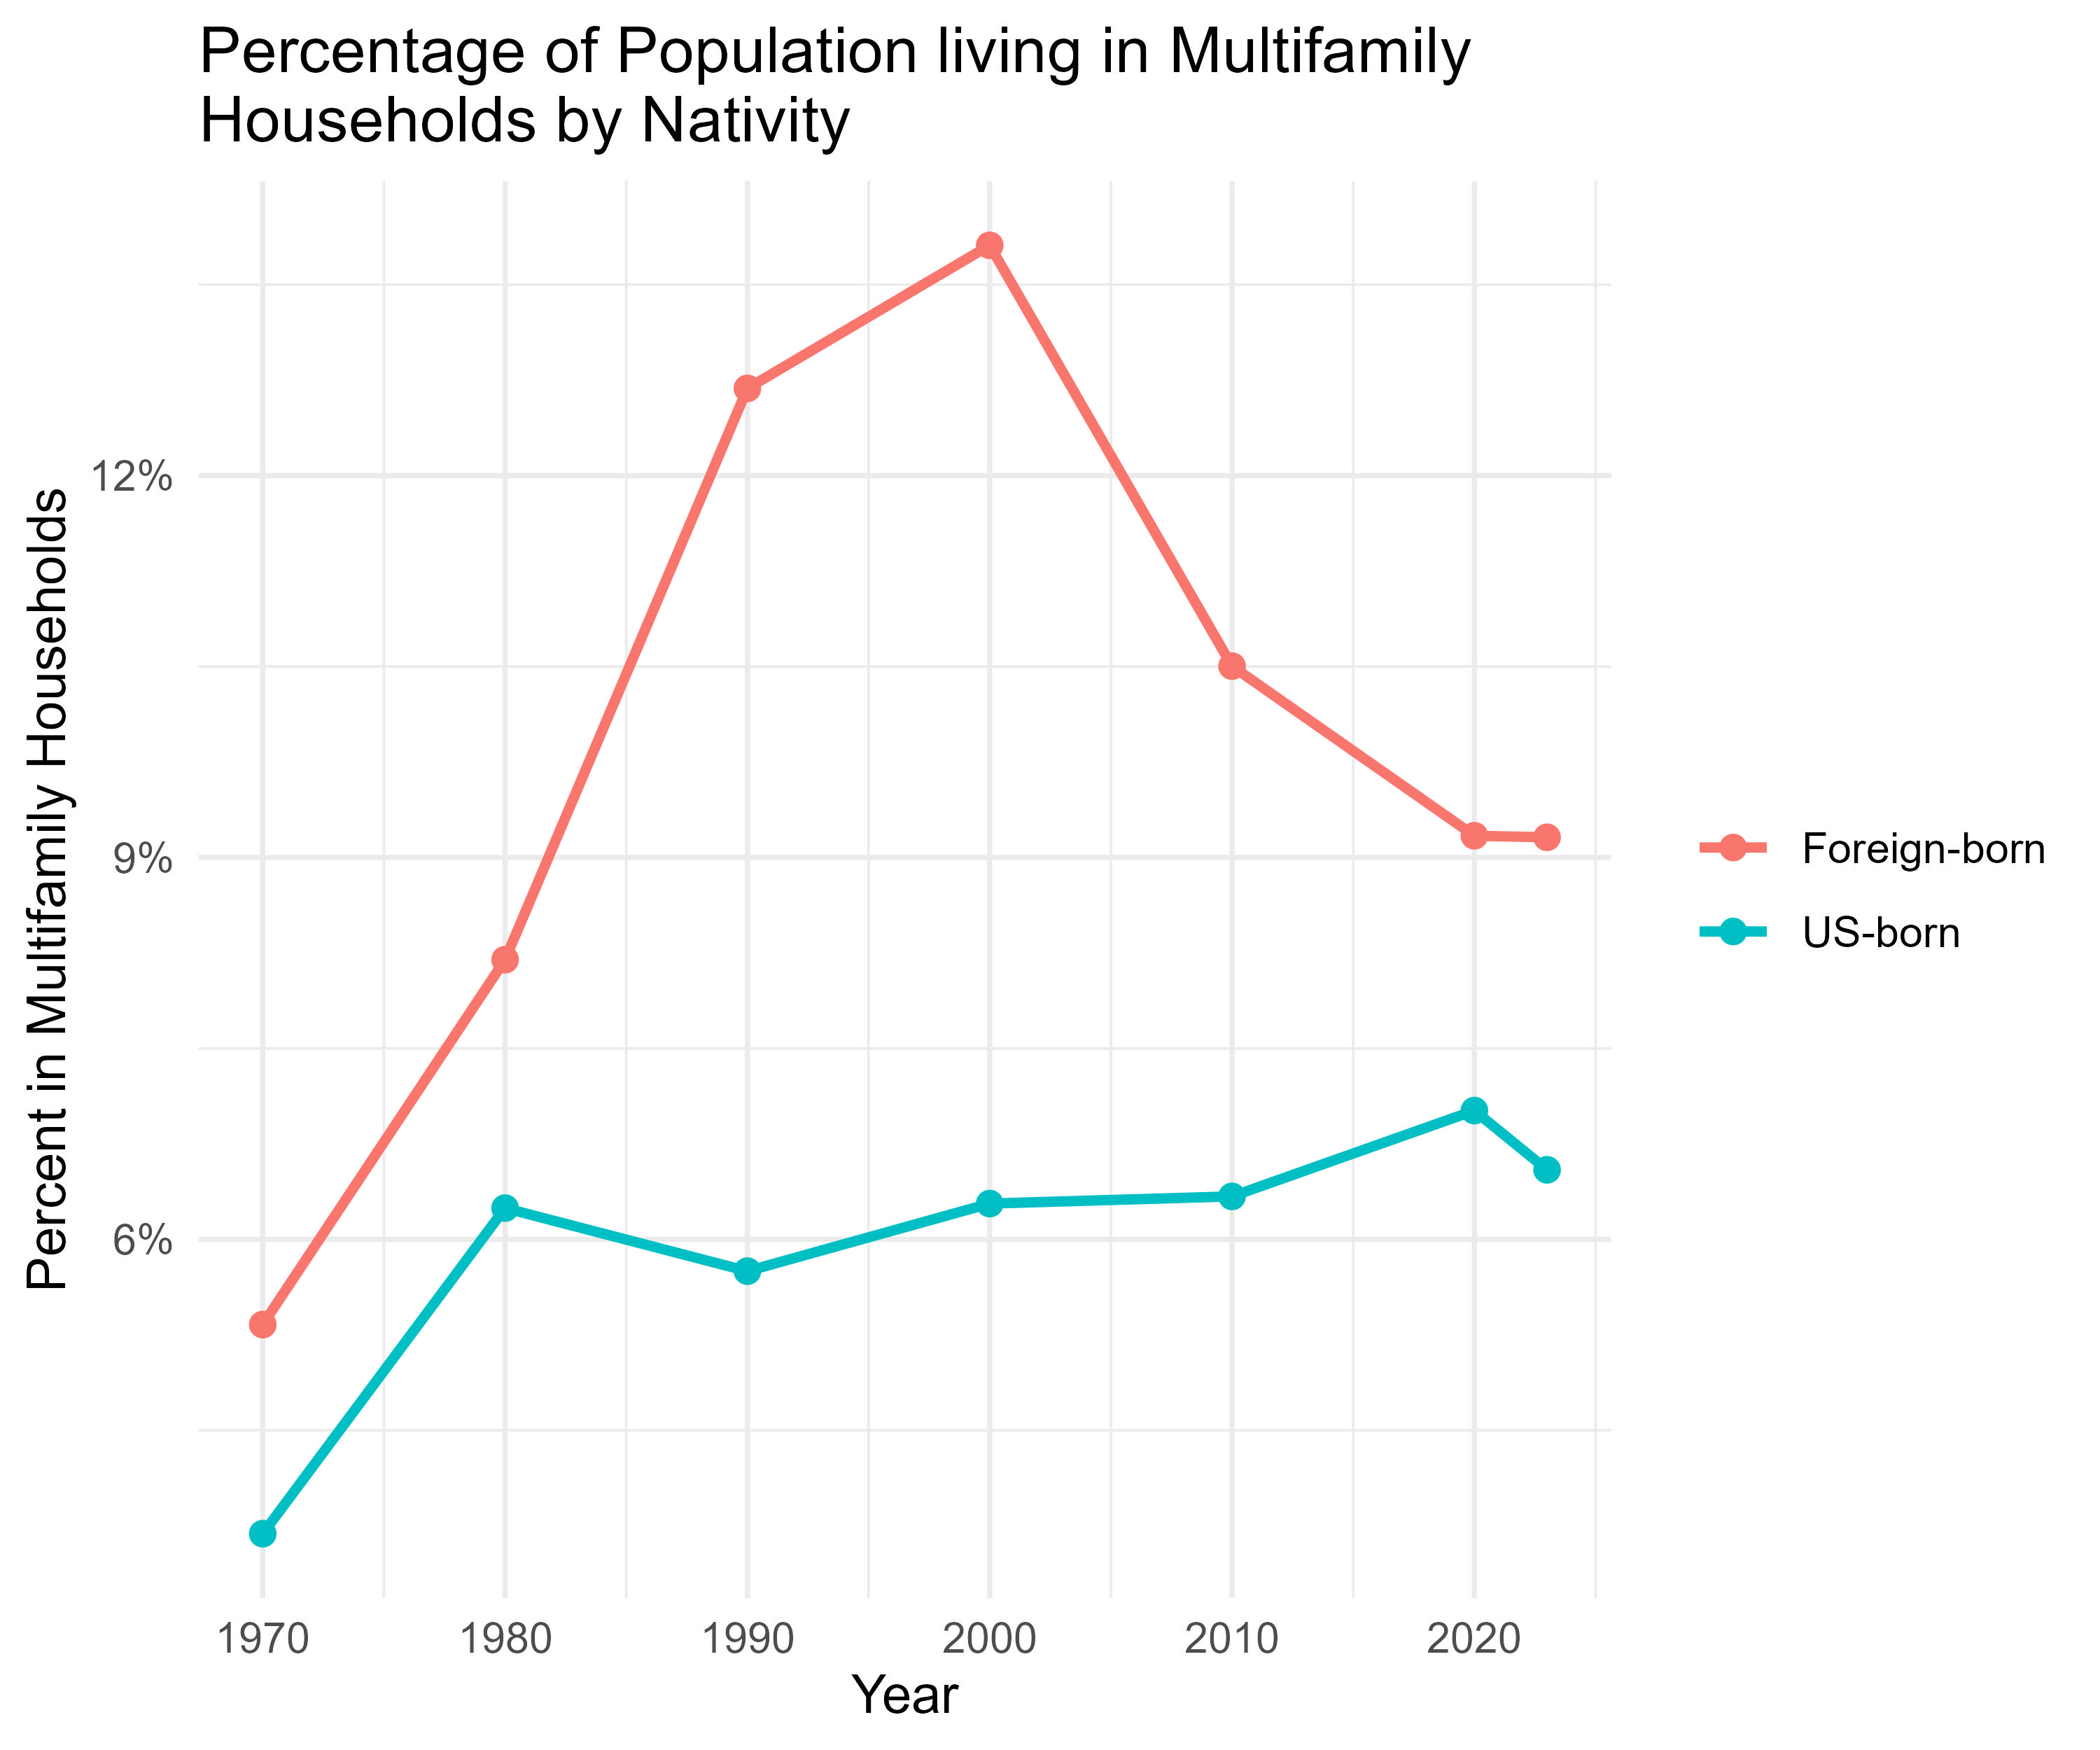 Percentage of Population living in Multifamily
Households by Nativity
Percent in Multifamily Households
12%
9%
6%
1970
1980
1990
2000
2010
2020
Year
Foreign-born
US-born